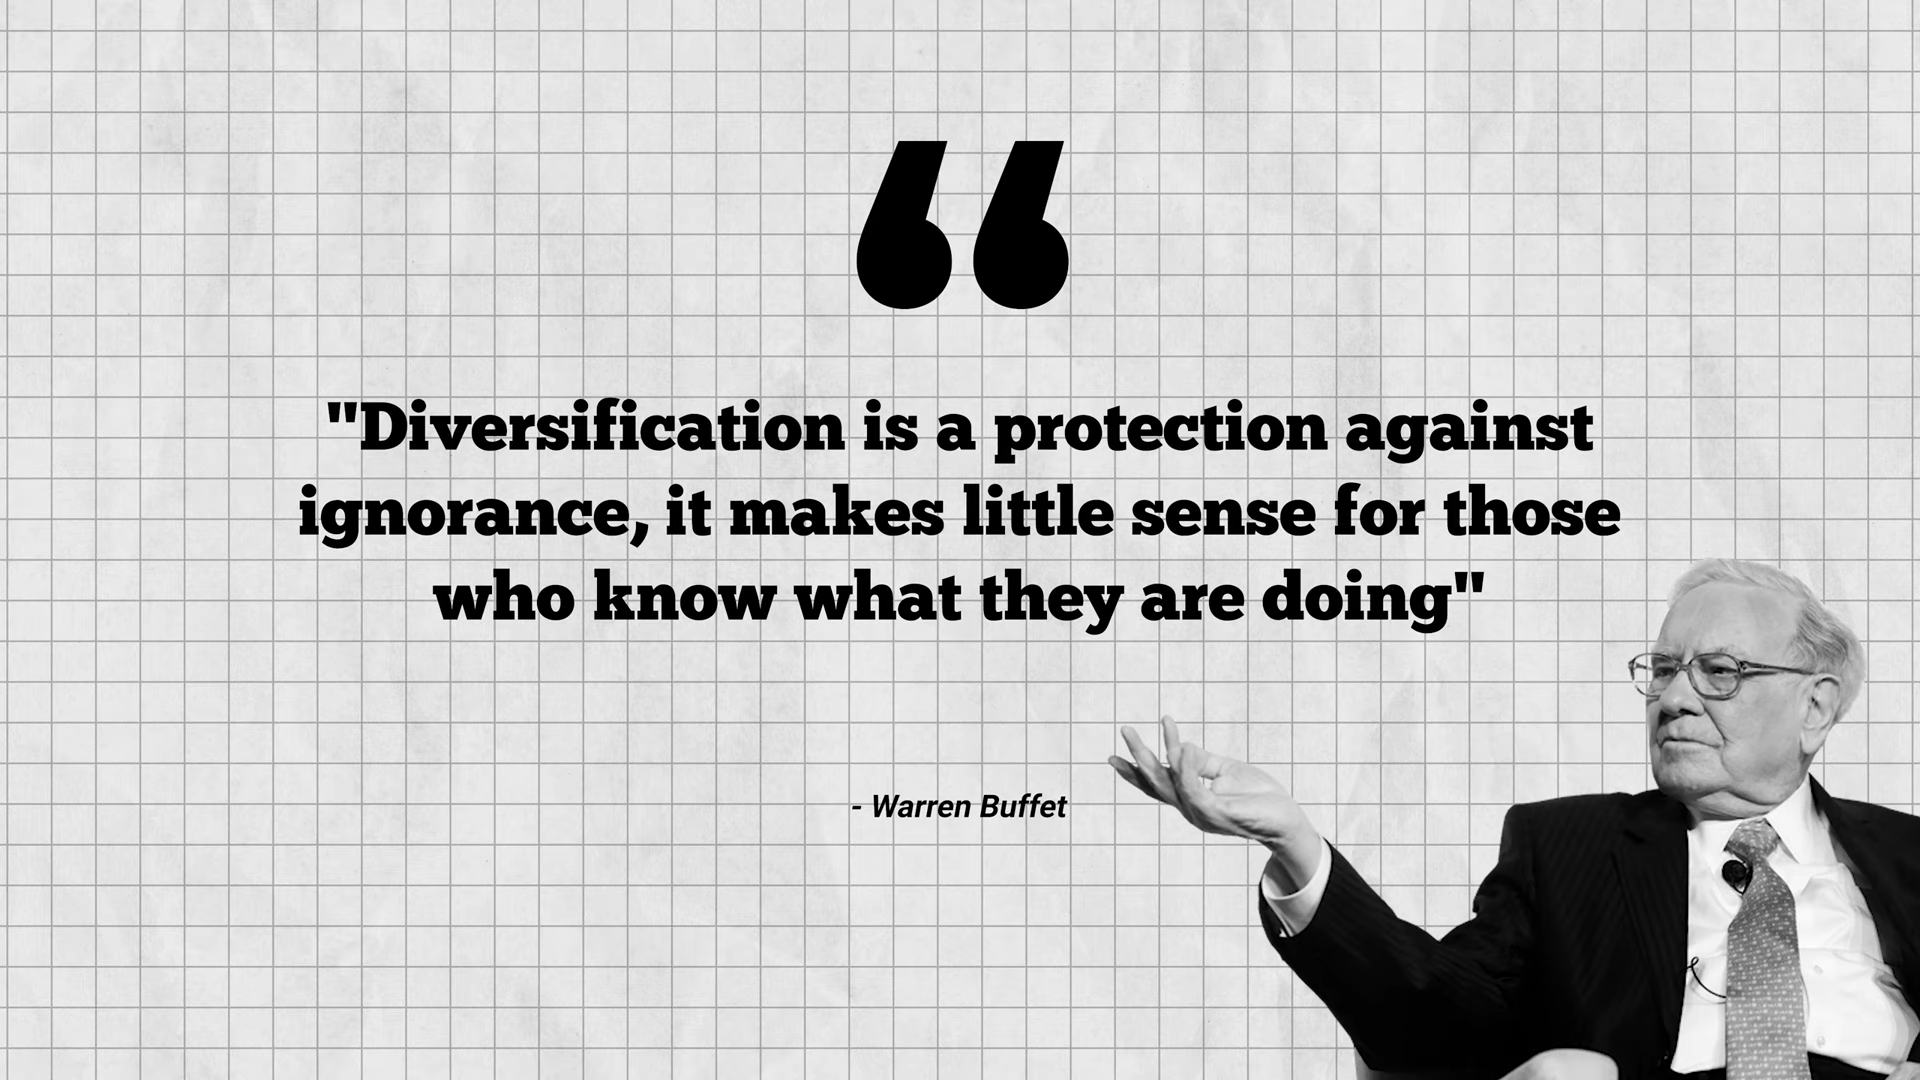 "Diversification is a protection against
ignorance, it makes little sense for those
who know what they are doing"
- Warren Buffet